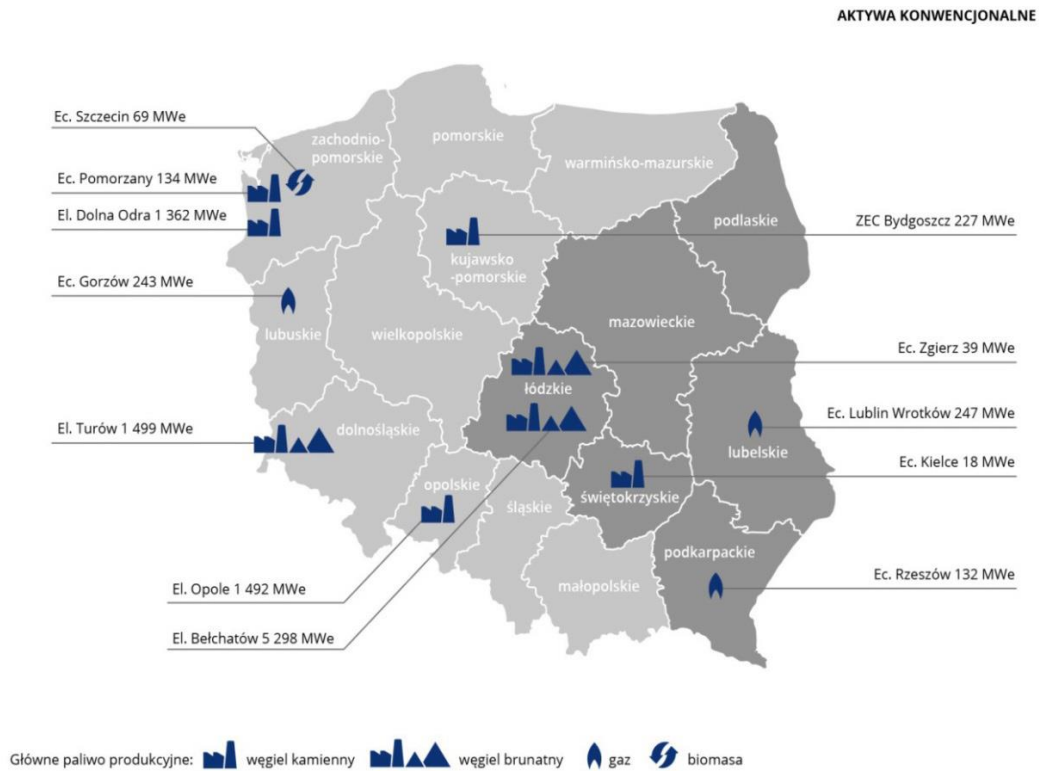 AKTYWA KONWENCJONALNE
Ec. Szczecin 69 MWe
zachodnio-
pomorskie
pomorskie
warmińsko-mazurskie
Ec. Pomorzany 134 MWe
El. Dolna Odra 1 362 MWe
podlaskie
ZEC Bydgoszcz 227 MWe
kujawsko
-pomorskie
Ec. Gorzów 243 MWe
lubuskie
wielkopolskie
mazowieckie
Ec. Zgierz 39 MWe
łódzkie
Ec. Lublin Wrotków 247 MWe
El. Turów 1 499 MWe
dolnośląskie
lubelskie
Ec. Kielce 18 MWe
opolskie
śląskie
świętokrzyskie
podkarpackie
Ec. Rzeszów 132 MWe
małopolskie
El. Opole 1 492 MWe
El. Bełchatów 5 298 MWe
Główne paliwo produkcyjne: węgiel kamienny węgiel brunatny gaz biomasa